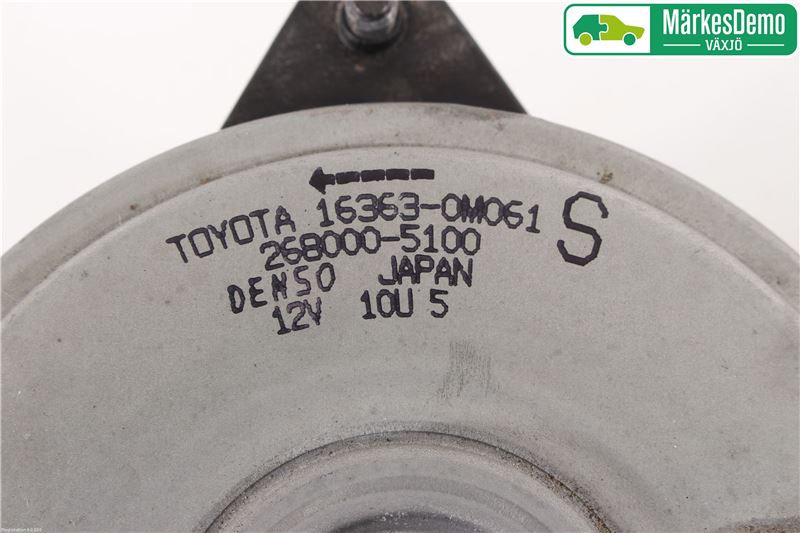 MärkesDemo
VÄXJÖ
TOYOTA 16363-0M061 S
268000-5100
DENSO JAPAN
12V 10U 5